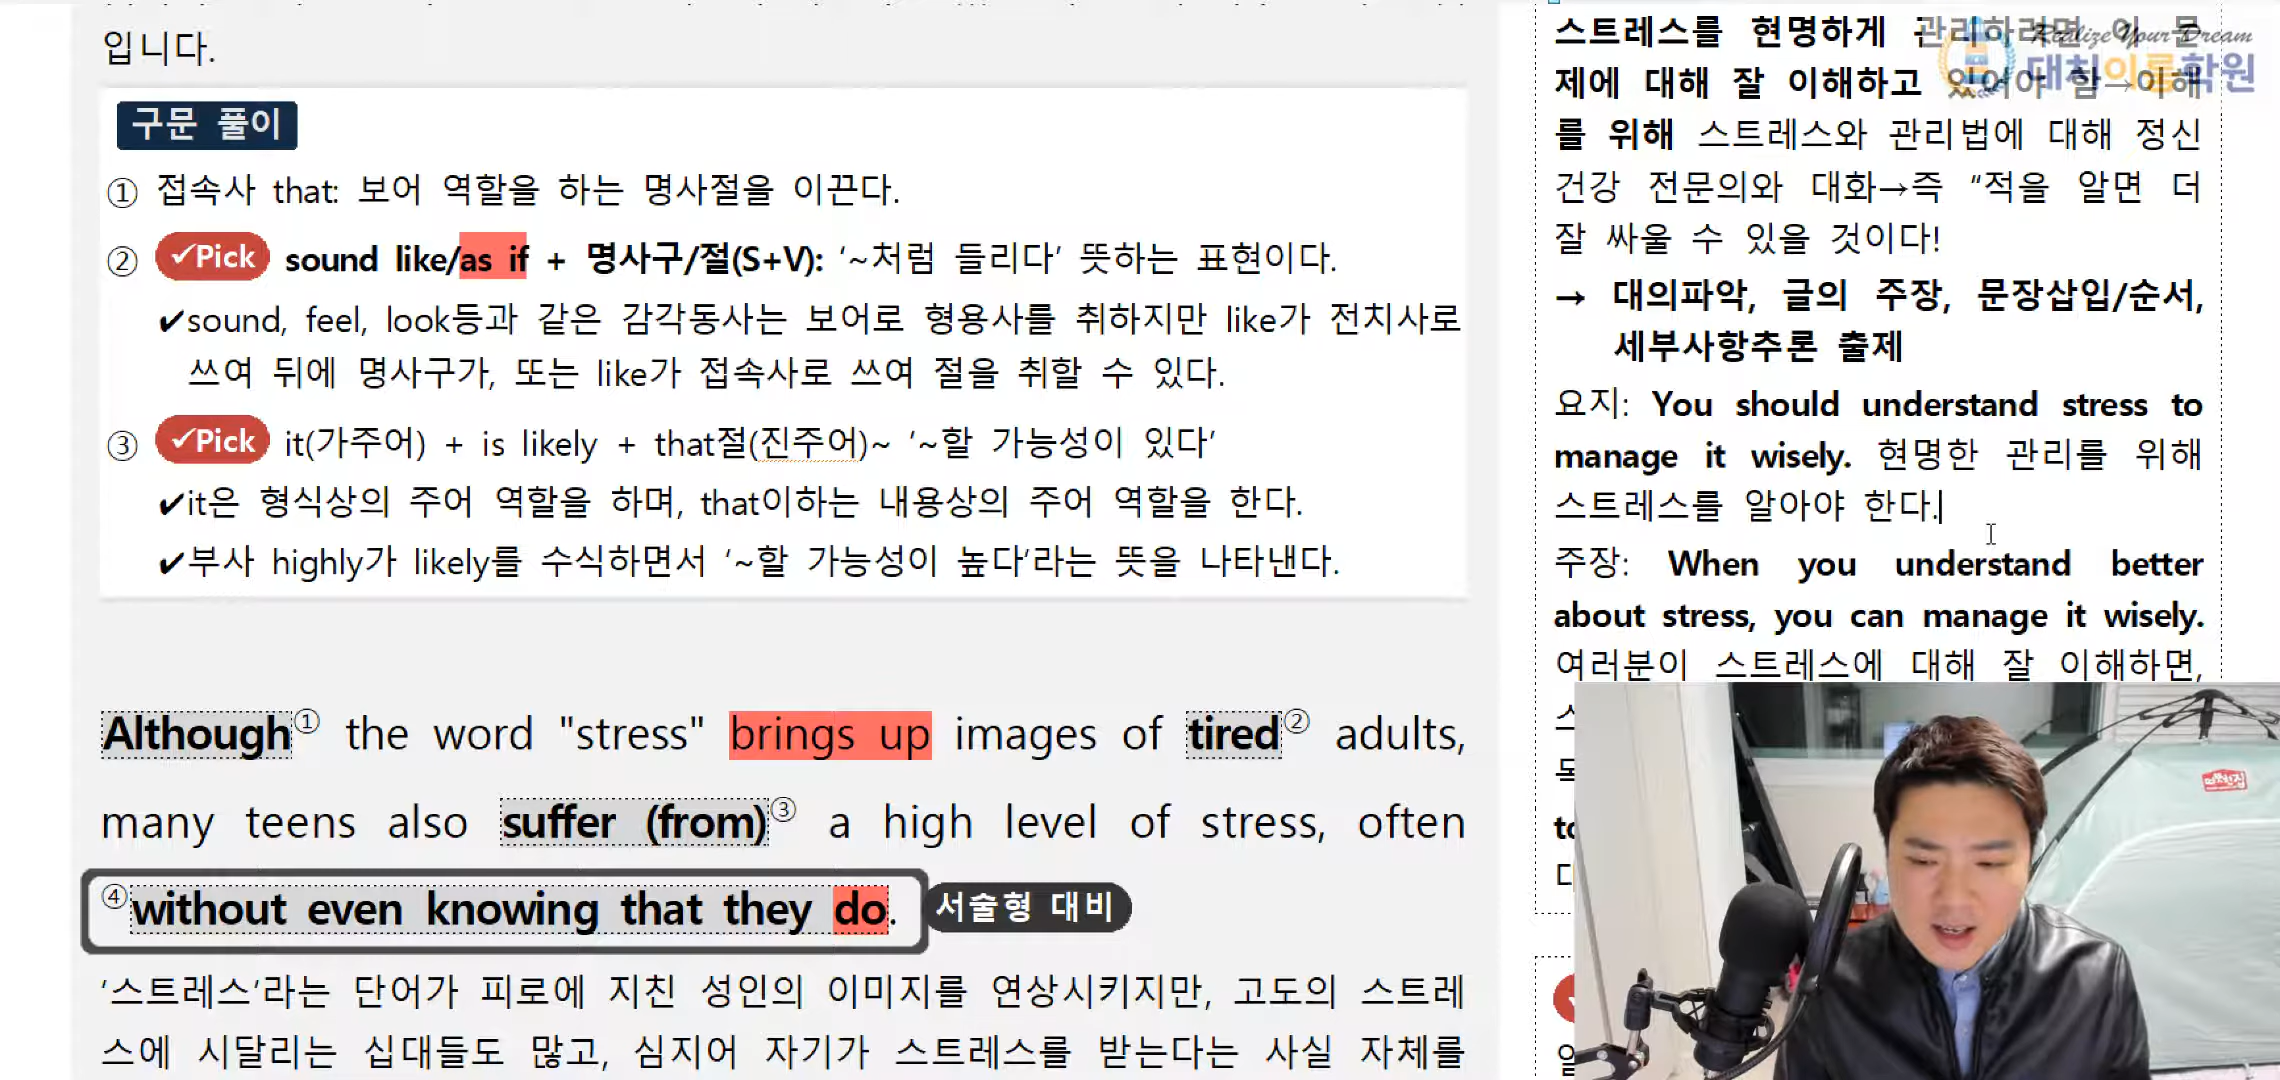 입니다.
구문 풀이
① 접속사 that: 보어 역할을 하는 명사절을 이끈다.
② ✓Pick sound like/as if + 명사구/절(S+V): ‘~처럼 들리다’ 뜻하는 표현이다.
✔sound, feel, look등과 같은 감각동사는 보어로 형용사를 취하지만 like가 전치사로
쓰여 뒤에 명사구가, 또는 like가 접속사로 쓰여 절을 취할 수 있다.
③ ✓Pick it(가주어) + is likely + that절(진주어)~ ‘~할 가능성이 있다’
✔it은 형식상의 주어 역할을 하며, that이하는 내용상의 주어 역할을 한다.
✔부사 highly가 likely를 수식하면서 ‘~할 가능성이 높다’라는 뜻을 나타낸다.
Although① the word "stress" brings up images of tired② adults,
many teens also suffer (from)③ a high level of stress, often
④without even knowing that they do. 서술형 대비
‘스트레스’라는 단어가 피로에 지친 성인의 이미지를 연상시키지만, 고도의 스트레
스에 시달리는 십대들도 많고, 심지어 자기가 스트레스를 받는다는 사실 자체를
스트레스를 현명하게 관리하려면 이 문
제에 대해 잘 이해하고 있어야 함→이해
를 위해 스트레스와 관리법에 대해 정신
건강 전문의와 대화→즉 “적을 알면 더
잘 싸울 수 있을 것이다!
→ 대의파악, 글의 주장, 문장삽입/순서,
세부사항추론 출제
요지: You should understand stress to
manage it wisely. 현명한 관리를 위해
스트레스를 알아야 한다.
주장: When you understand better
about stress, you can manage it wisely.
여러분이 스트레스에 대해 잘 이해하면,
Realize Your Dream
대치이룸학원